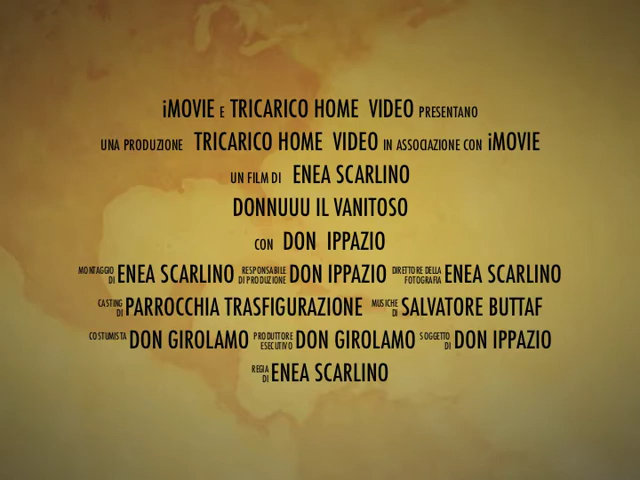 iMOVIE E TRICARICO HOME VIDEO PRESENTANO
UNA PRODUZIONE TRICARICO HOME VIDEO IN ASSOCIAZIONE CON iMOVIE
UN FILM DI ENEA SCARLINO
DONNUUU IL VANITOSO
CON DON IPPAZIO
MONTAGGIO DI ENEA SCARLINO RESPONSABILE DI PRODUZIONE DON IPPAZIO DIRETTORE DELLA FOTOGRAFIA ENEA SCARLINO
CASTING DI PARROCCHIA TRASFIGURAZIONE MUSICHE DI SALVATORE BUTTAF
COSTUMISTA DON GIROLAMO PRODUTTORE ESECUTIVO DON GIROLAMO SOGGETTO DI DON IPPAZIO
REGIA DI ENEA SCARLINO